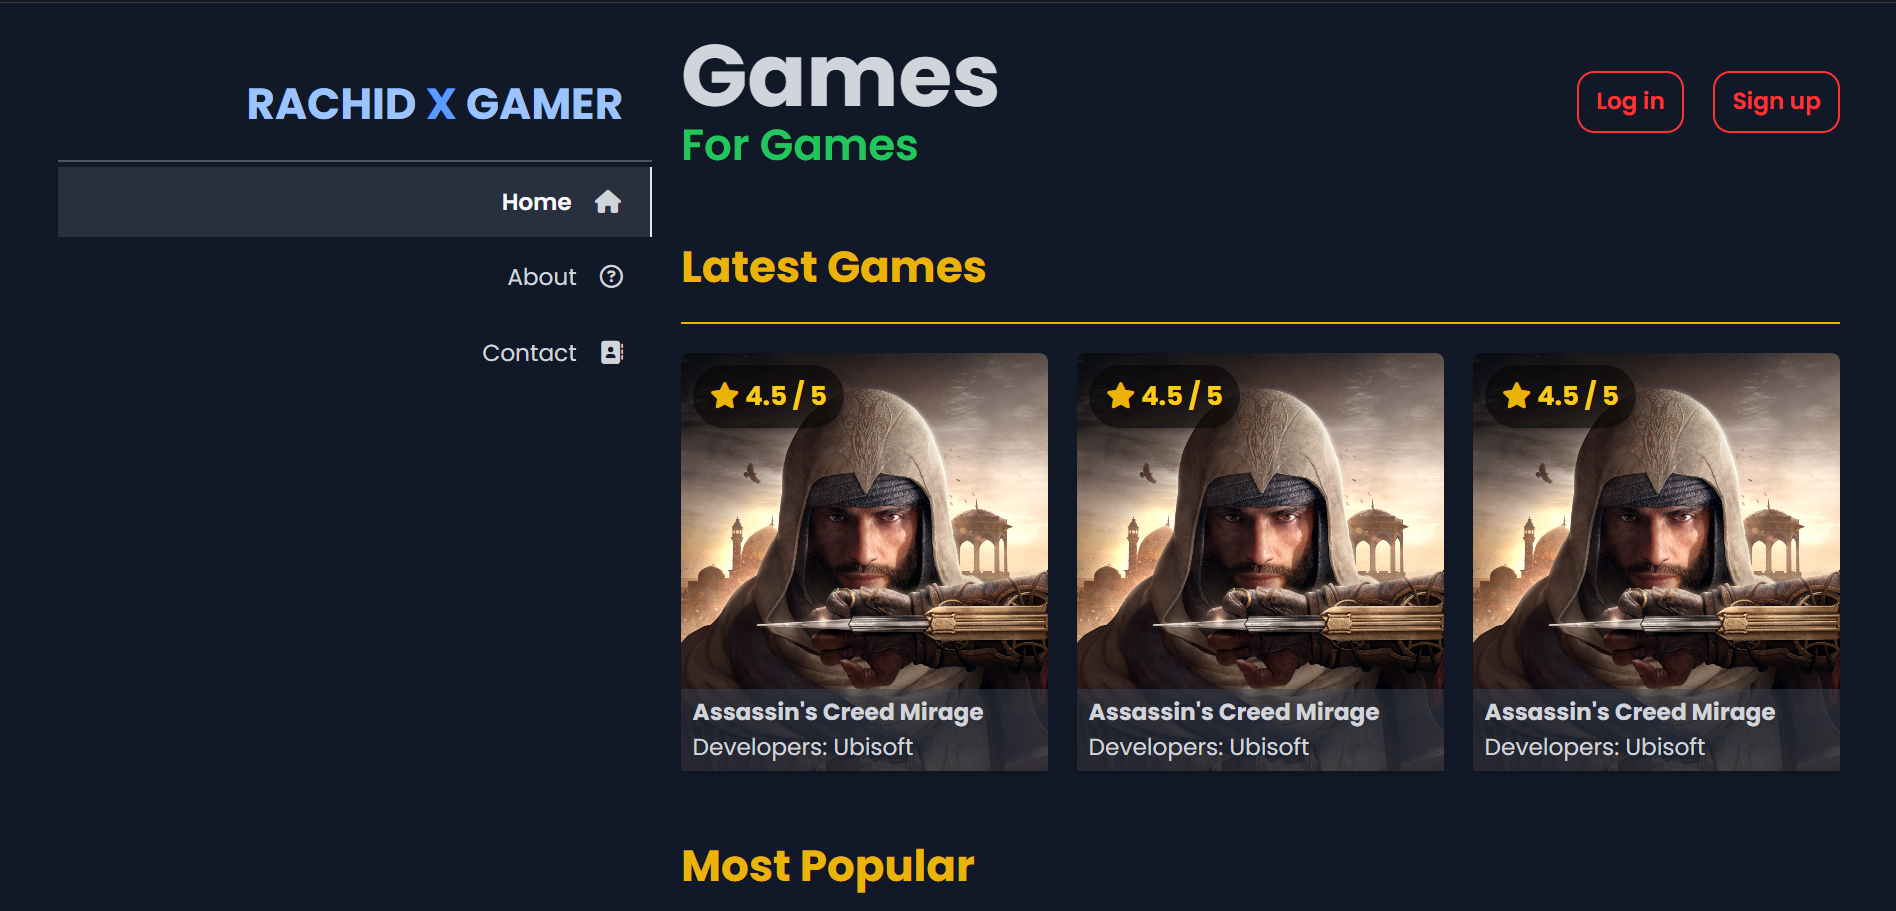 RACHID X GAMER
Home
About
Contact
Games
For Games
Log in
Sign up
Latest Games
4.5 / 5
Assassin's Creed Mirage
Developers: Ubisoft
4.5 / 5
Assassin's Creed Mirage
Developers: Ubisoft
4.5 / 5
Assassin's Creed Mirage
Developers: Ubisoft
Most Popular